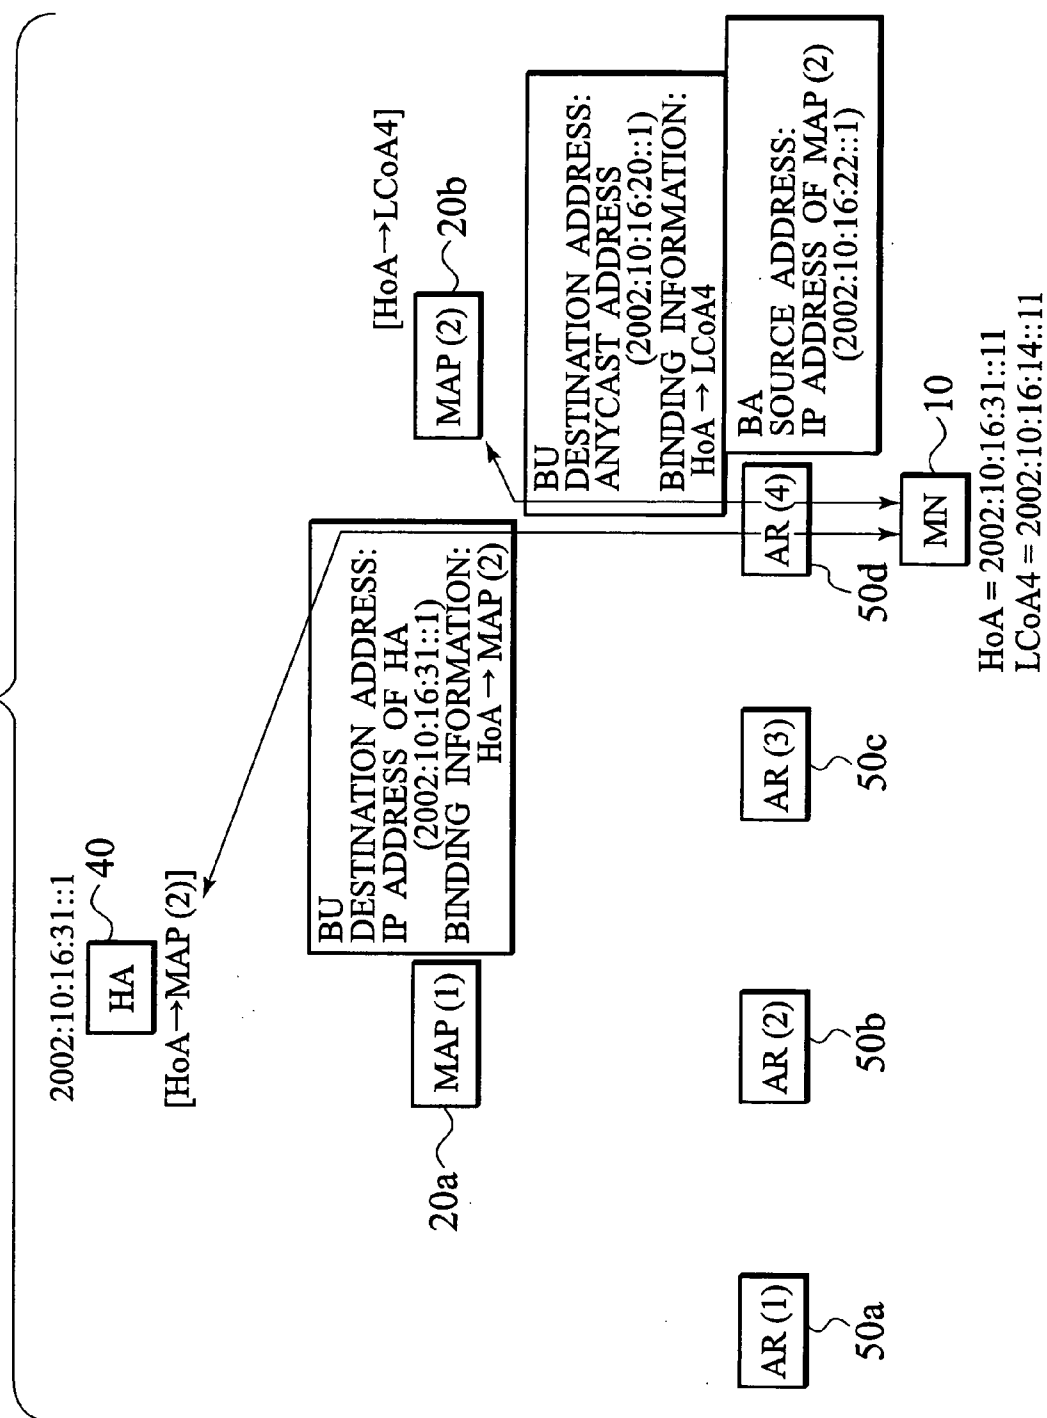 2002:10:16:31::1
HA
40
[HoA→MAP (2)]
[HoA→LCoA4]
MAP (1)
20a
MAP (2)
20b
BU
DESTINATION ADDRESS:
IP ADDRESS OF HA
(2002:10:16:31::1)
BINDING INFORMATION:
HoA → MAP (2)
BU
DESTINATION ADDRESS:
ANYCAST ADDRESS
(2002:10:16:20::1)
BINDING INFORMATION:
HoA → LCoA4
BA
SOURCE ADDRESS:
IP ADDRESS OF MAP (2)
(2002:10:16:22::1)
AR (1)
50a
AR (2)
50b
AR (3)
50c
AR (4)
50d
MN
10
HoA = 2002:10:16:31::11
LCoA4 = 2002:10:16:14::11